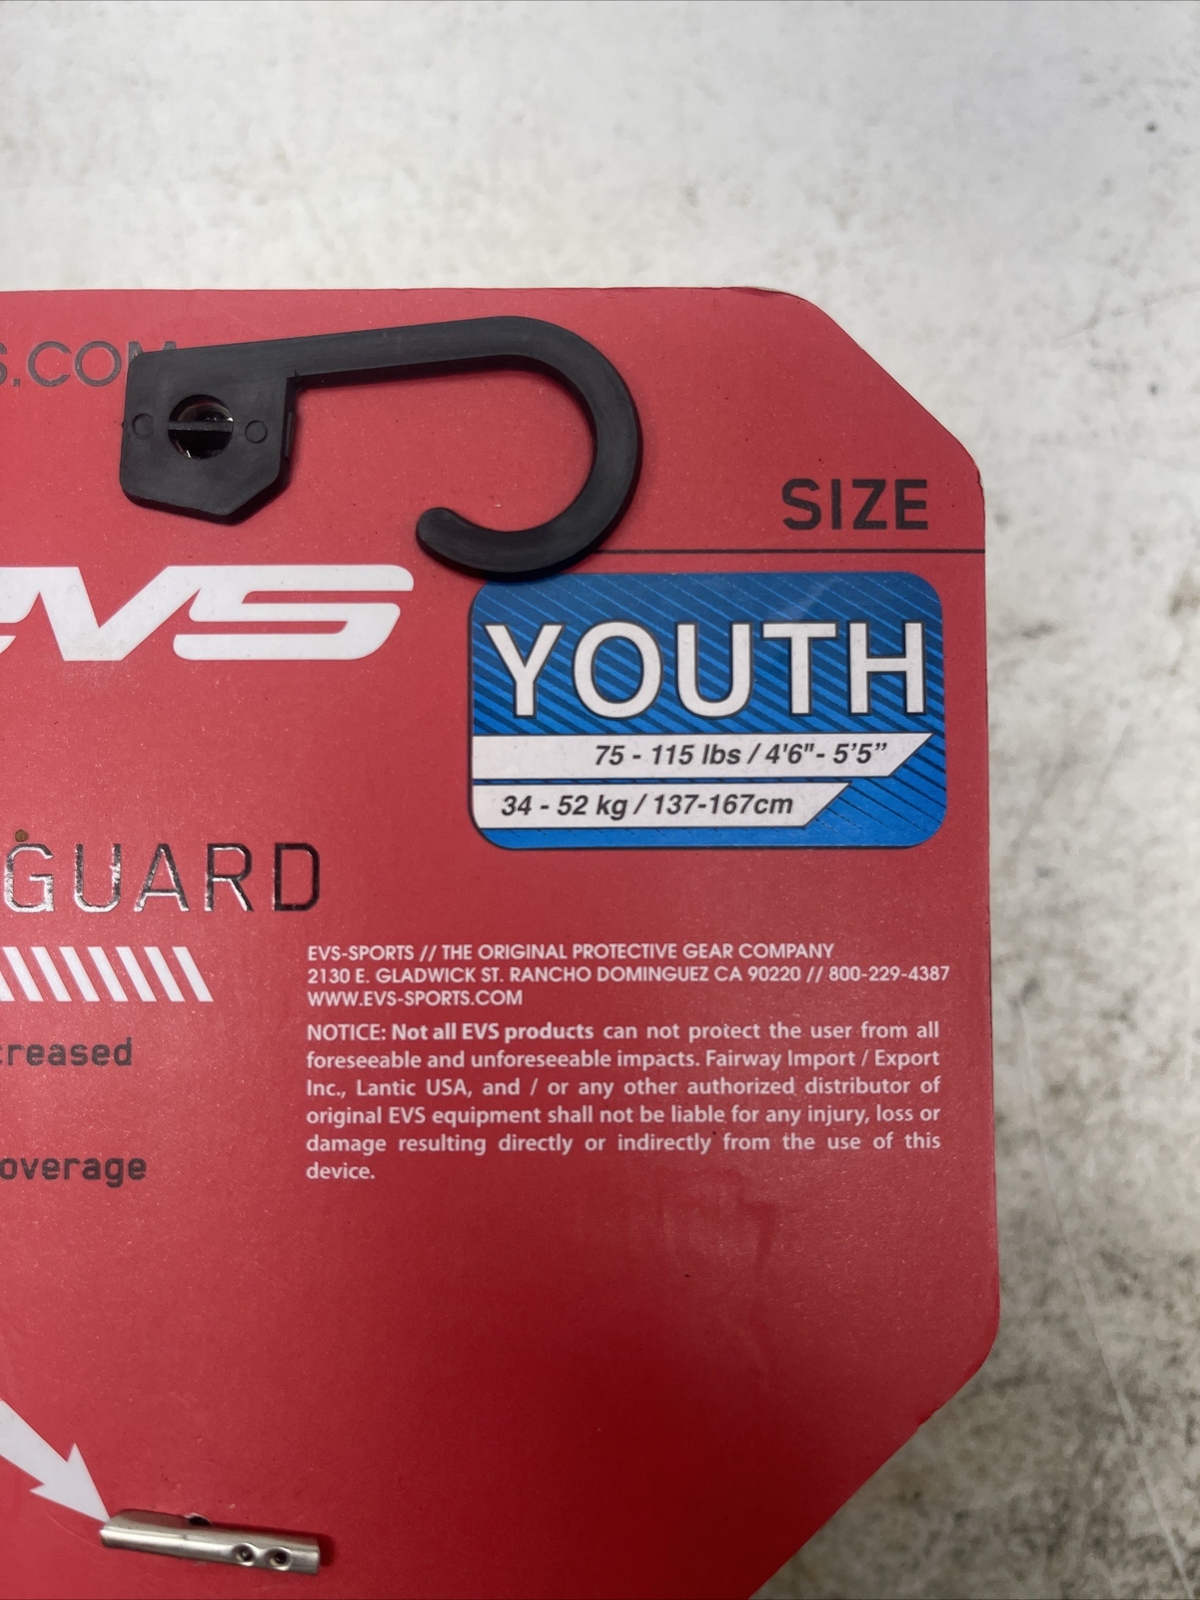 S.COM
SIZE
EVS
YOUTH
75 - 115 lbs / 4'6"- 5'5”
34 - 52 kg / 137-167cm
GUARD
EVS-SPORTS // THE ORIGINAL PROTECTIVE GEAR COMPANY
2130 E. GLADWICK ST. RANCHO DOMINGUEZ CA 90220 // 800-229-4387
WWW.EVS-SPORTS.COM
NOTICE: Not all EVS products can not protect the user from all
foreseeable and unforeseeable impacts. Fairway Import / Export
Inc., Lantic USA, and / or any other authorized distributor of
original EVS equipment shall not be liable for any injury, loss or
damage resulting directly or indirectly from the use of this
device.
creased
overage